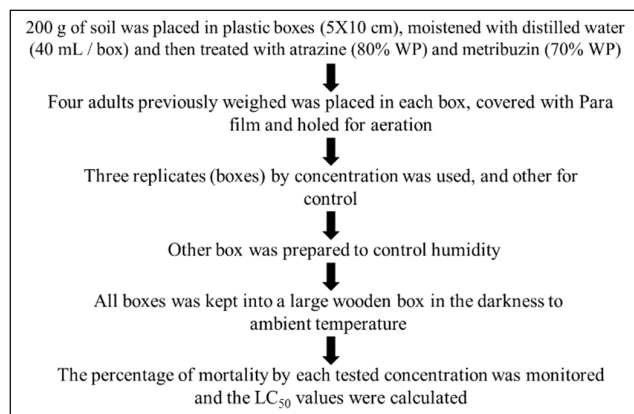 200 g of soil was placed in plastic boxes (5X10 cm), moistened with distilled water
(40 mL / box) and then treated with atrazine (80% WP) and metribuzin (70% WP)
Four adults previously weighed was placed in each box, covered with Para
film and holed for aeration
Three replicates (boxes) by concentration was used, and other for
control
Other box was prepared to control humidity
All boxes was kept into a large wooden box in the darkness to
ambient temperature
The percentage of mortality by each tested concentration was monitored
and the LC50 values were calculated